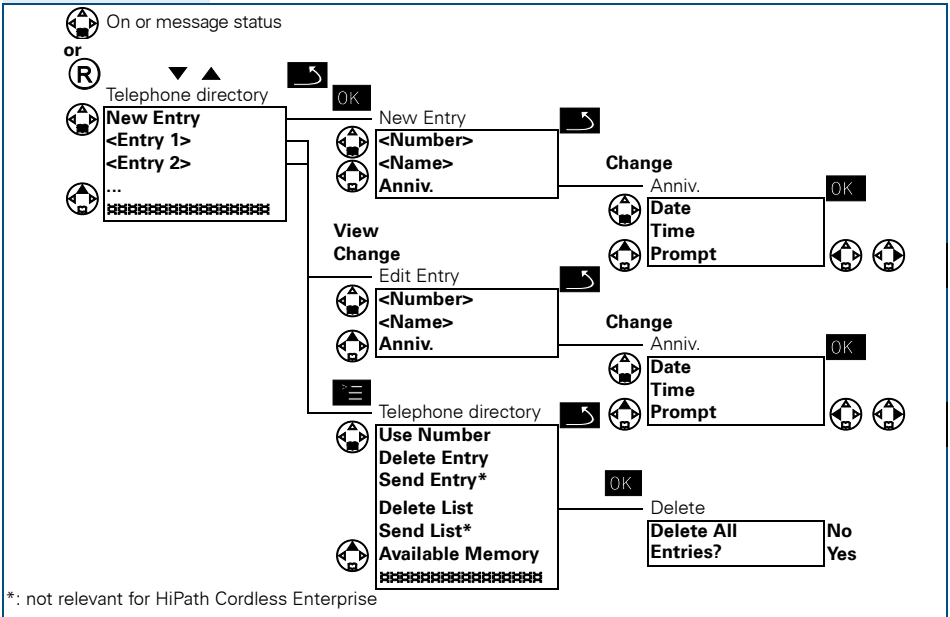 On or message status
or
R
Telephone directory
New Entry
<Entry 1>
<Entry 2>
...
OK
New Entry
<Number>
<Name>
Anniv.
Change
Anniv.
OK
Date
Time
Prompt
View
Change
Edit Entry
<Number>
<Name>
Anniv.
Change
Anniv.
OK
Date
Time
Prompt
Telephone directory
Use Number
Delete Entry
Send Entry*
Delete List
Send List*
Available Memory
OK
Delete
Delete All No
Entries? Yes
*: not relevant for HiPath Cordless Enterprise